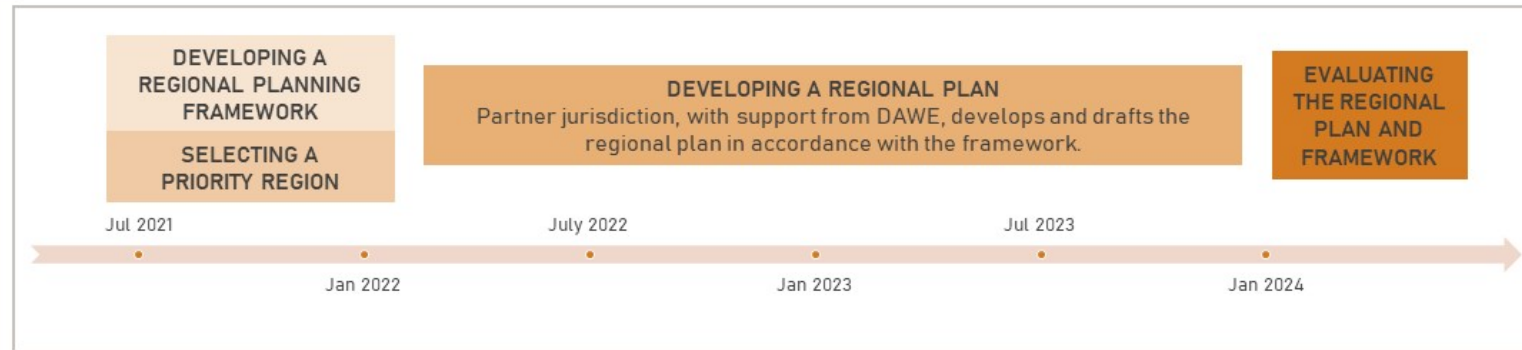 DEVELOPING A
REGIONAL PLANNING
FRAMEWORK
SELECTING A
PRIORITY REGION
DEVELOPING A REGIONAL PLAN
Partner jurisdiction, with support from DAWE, develops and drafts the
regional plan in accordance with the framework.
EVALUATING
THE REGIONAL
PLAN AND
FRAMEWORK
Jul 2021
July 2022
Jul 2023
Jan 2022
Jan 2023
Jan 2024